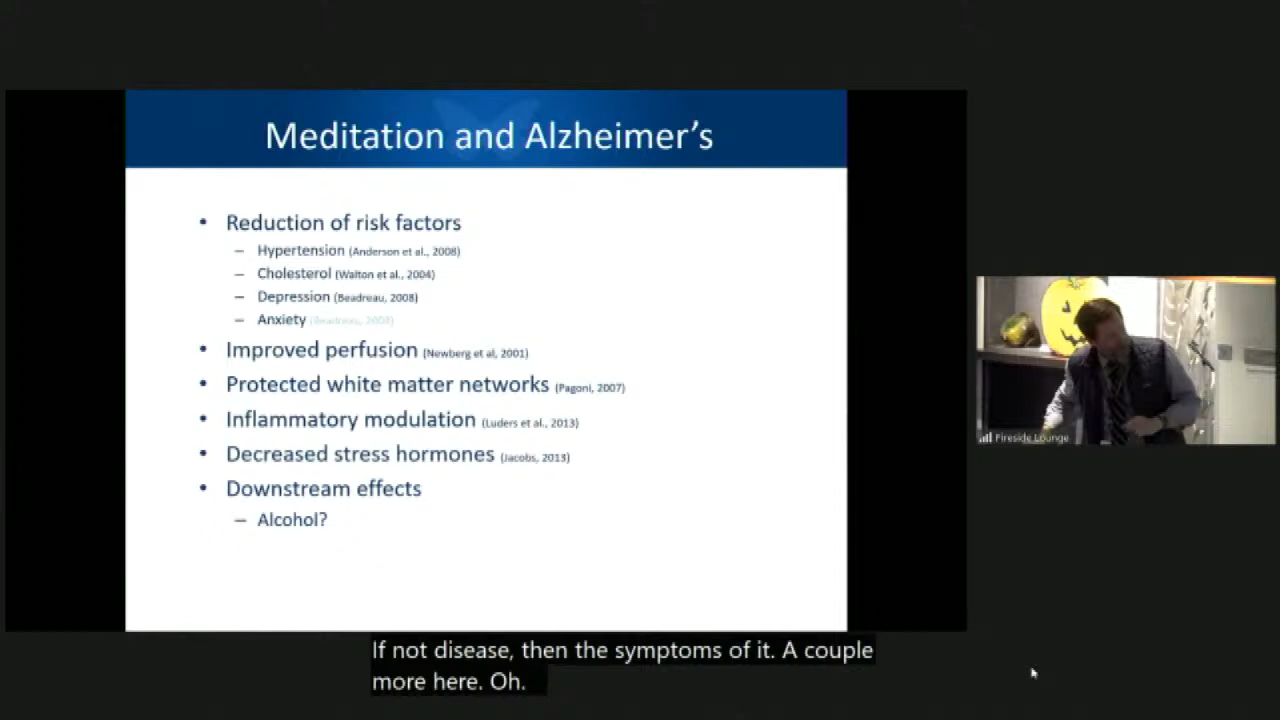 Meditation and Alzheimer's
• Reduction of risk factors
– Hypertension (Anderson et al., 2008)
– Cholesterol (Walton et al., 2004)
– Depression (Beadreau, 2008)
– Anxiety (Beadreau, 2008)
• Improved perfusion (Newberg et al, 2001)
• Protected white matter networks (Pagoni, 2007)
• Inflammatory modulation (Luders et al., 2013)
• Decreased stress hormones (Jacobs, 2013)
• Downstream effects
– Alcohol?
Fireside Lounge
If not disease, then the symptoms of it. A couple
more here. Oh.